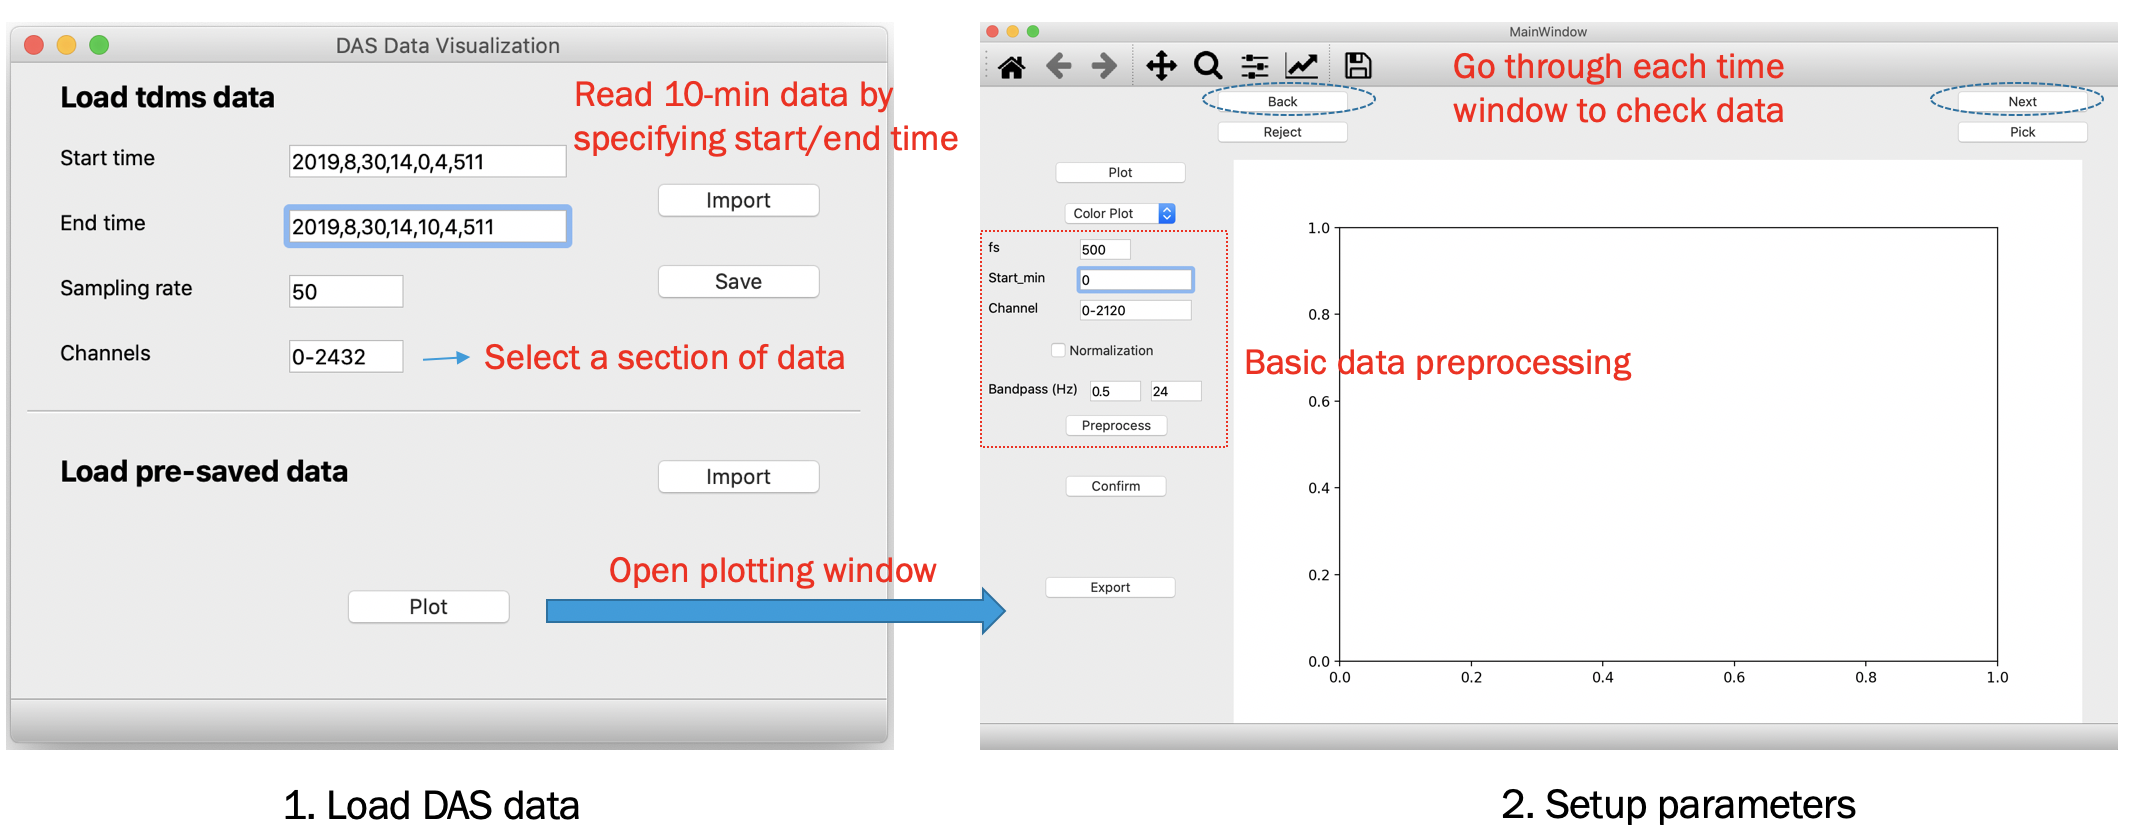 DAS Data Visualization
Load tdms data
Read 10-min data by
specifying start/end time
Start time
2019,8,30,14,0,4,511
Import
End time
2019,8,30,14,10,4,511
Sampling rate
50
Save
Channels
0-2432
Select a section of data
Load pre-saved data
Import
Open plotting window
Plot
1. Load DAS data
MainWindow
Go through each time
window to check data
Back
Next
Reject
Pick
Plot
Color Plot
fs
500
Start_min
0
Channel
0-2120
Normalization
Basic data preprocessing
Bandpass (Hz)
0.5
24
Preprocess
Confirm
Export
1.0
0.8
0.6
0.4
0.2
0.0
0.0 0.2 0.4 0.6 0.8 1.0
2. Setup parameters